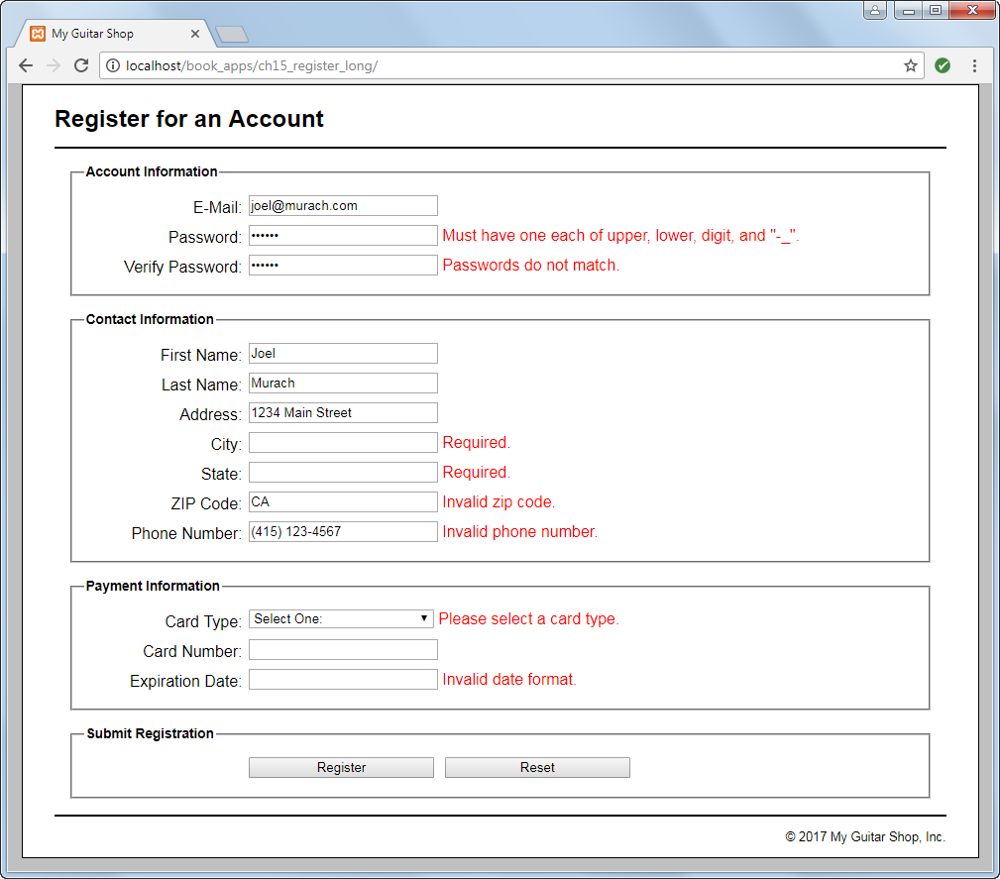 My Guitar Shop
localhost/book_apps/ch15_register_long/
Register for an Account
Account Information
E-Mail: joel@murach.com
Password: •••••• Must have one each of upper, lower, digit, and "-_".
Verify Password: •••••• Passwords do not match.
Contact Information
First Name: Joel
Last Name: Murach
Address: 1234 Main Street
City: Required.
State: Required.
ZIP Code: CA Invalid zip code.
Phone Number: (415) 123-4567 Invalid phone number.
Payment Information
Card Type: Select One: Please select a card type.
Card Number:
Expiration Date: Invalid date format.
Submit Registration
Register Reset
© 2017 My Guitar Shop, Inc.